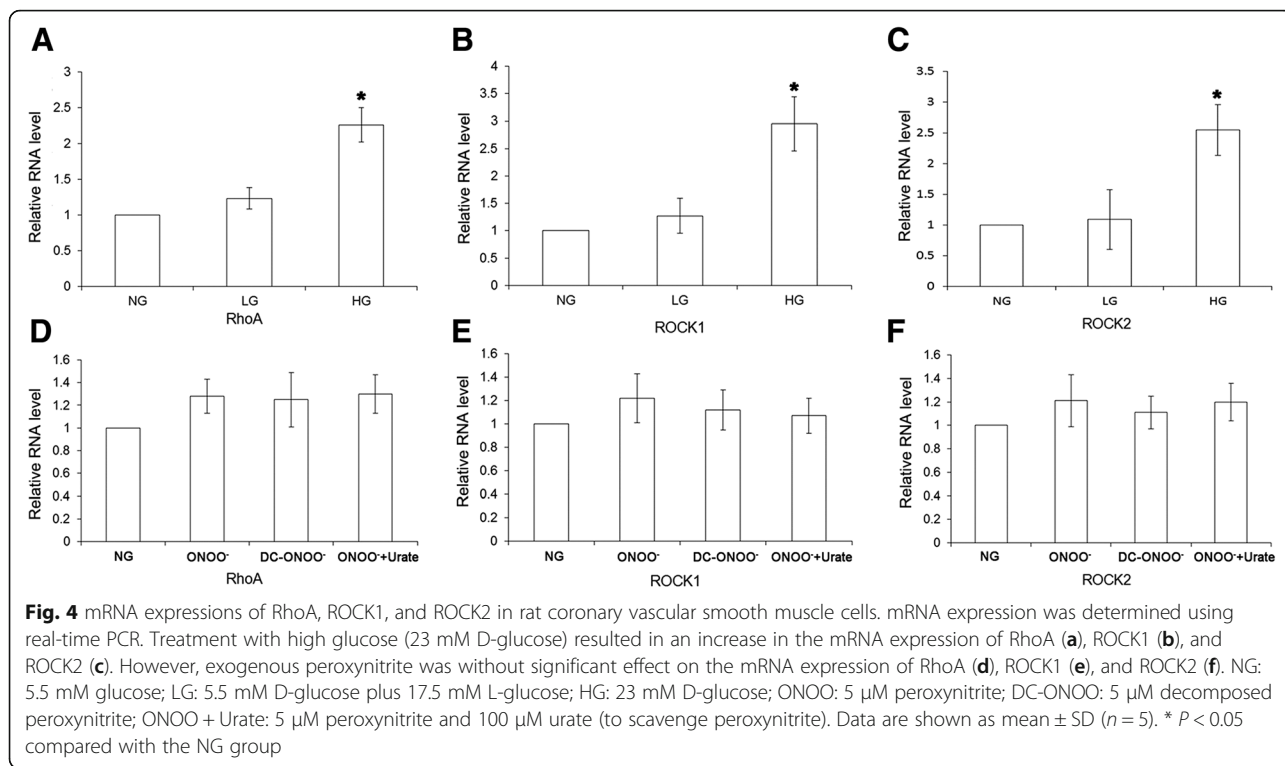 A
B
C
Relative RNA level
3
2.5
2
1.5
1
0.5
0
*
NG
LG
HG
RhoA
Relative RNA level
4
3.5
3
2.5
2
1.5
1
0.5
0
*
NG
LG
HG
ROCK1
Relative RNA level
3.5
3
2.5
2
1.5
1
0.5
0
*
NG
LG
HG
ROCK2
D
E
F
Relative RNA level
1.6
1.4
1.2
1
0.8
0.6
0.4
0.2
0
NG
ONOO⁻
DC-ONOO⁻
ONOO⁻+Urate
RhoA
Relative RNA level
1.6
1.4
1.2
1
0.8
0.6
0.4
0.2
0
NG
ONOO⁻
DC-ONOO⁻
ONOO⁻+Urate
ROCK1
Relative RNA level
1.6
1.4
1.2
1
0.8
0.6
0.4
0.2
0
NG
ONOO⁻
DC-ONOO⁻
ONOO⁻+Urate
ROCK2
Fig. 4 mRNA expressions of RhoA, ROCK1, and ROCK2 in rat coronary vascular smooth muscle cells. mRNA expression was determined using
real-time PCR. Treatment with high glucose (23 mM D-glucose) resulted in an increase in the mRNA expression of RhoA (a), ROCK1 (b), and
ROCK2 (c). However, exogenous peroxynitrite was without significant effect on the mRNA expression of RhoA (d), ROCK1 (e), and ROCK2 (f). NG:
5.5 mM glucose; LG: 5.5 mM D-glucose plus 17.5 mM L-glucose; HG: 23 mM D-glucose; ONOO: 5 μM peroxynitrite; DC-ONOO: 5 μM decomposed
peroxynitrite; ONOO + Urate: 5 μM peroxynitrite and 100 μM urate (to scavenge peroxynitrite). Data are shown as mean ± SD (n = 5). * P < 0.05
compared with the NG group